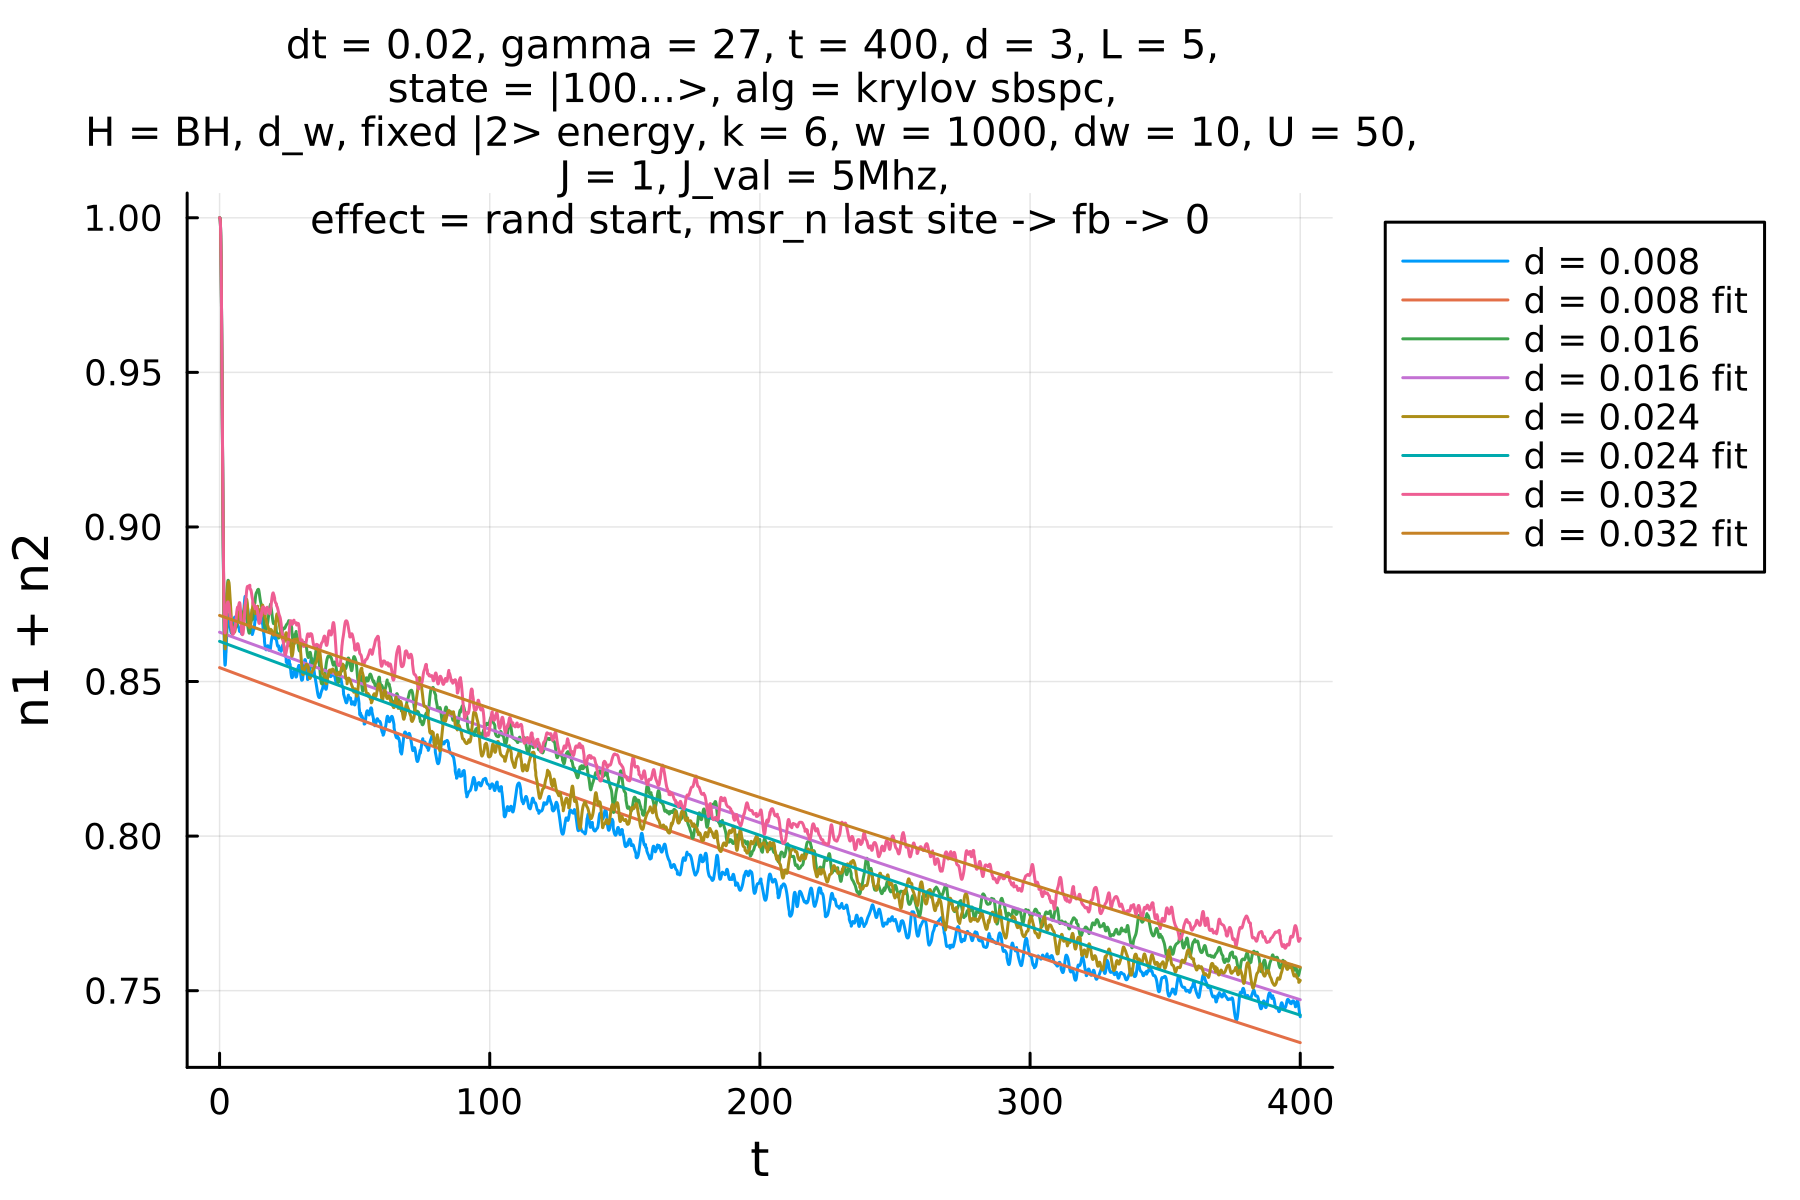 dt = 0.02, gamma = 27, t = 400, d = 3, L = 5,
state = |100...>, alg = krylov sbspc,
H = BH, d_w, fixed |2> energy, k = 6, w = 1000, dw = 10, U = 50,
J = 1, J_val = 5Mhz,
effect = rand start, msr_n last site -> fb -> 0
n1 + n2
1.00
0.95
0.90
0.85
0.80
0.75
0 100 200 300 400
t
d = 0.008
d = 0.008 fit
d = 0.016
d = 0.016 fit
d = 0.024
d = 0.024 fit
d = 0.032
d = 0.032 fit